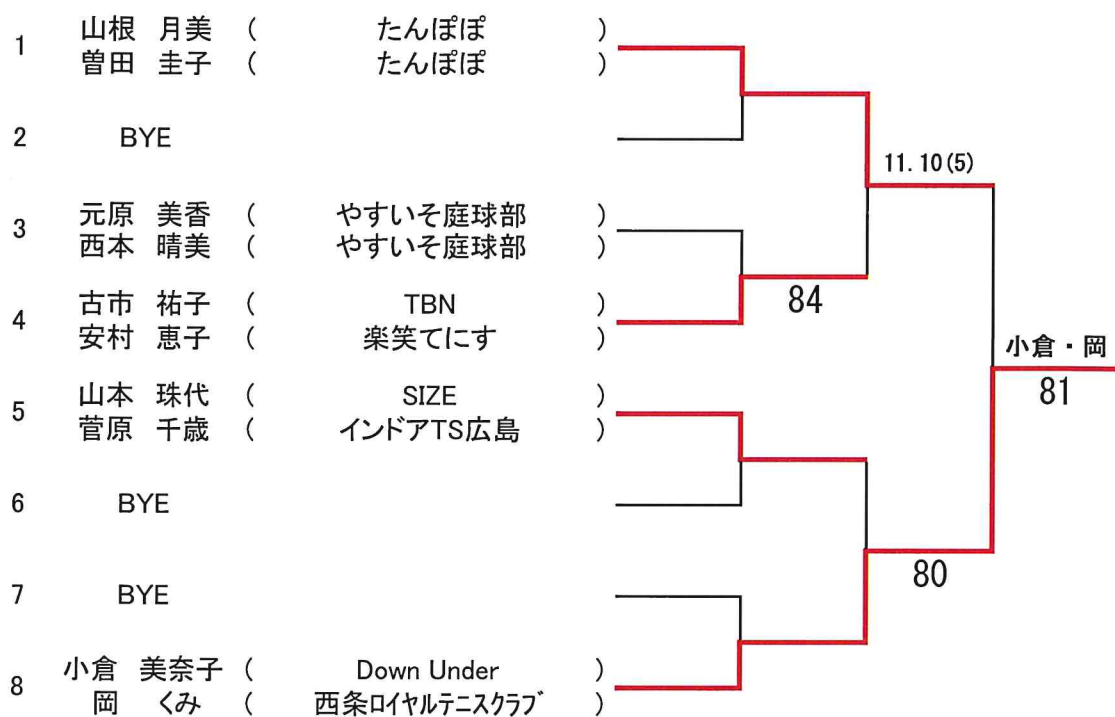 1 山根 月美 ( たんぽぽ )
曽田 圭子 ( たんぽぽ )
2 BYE
11.10(5)
3 元原 美香 ( やすいそ庭球部 )
西本 晴美 ( やすいそ庭球部 )
84
4 古市 祐子 ( TBN )
安村 恵子 ( 楽笑てにす )
小倉・岡
81
5 山本 珠代 ( SIZE )
菅原 千歳 ( インドアTS広島 )
6 BYE
80
7 BYE
8 小倉 美奈子 ( Down Under )
岡 くみ ( 西条ロイヤルテニスクラブ )